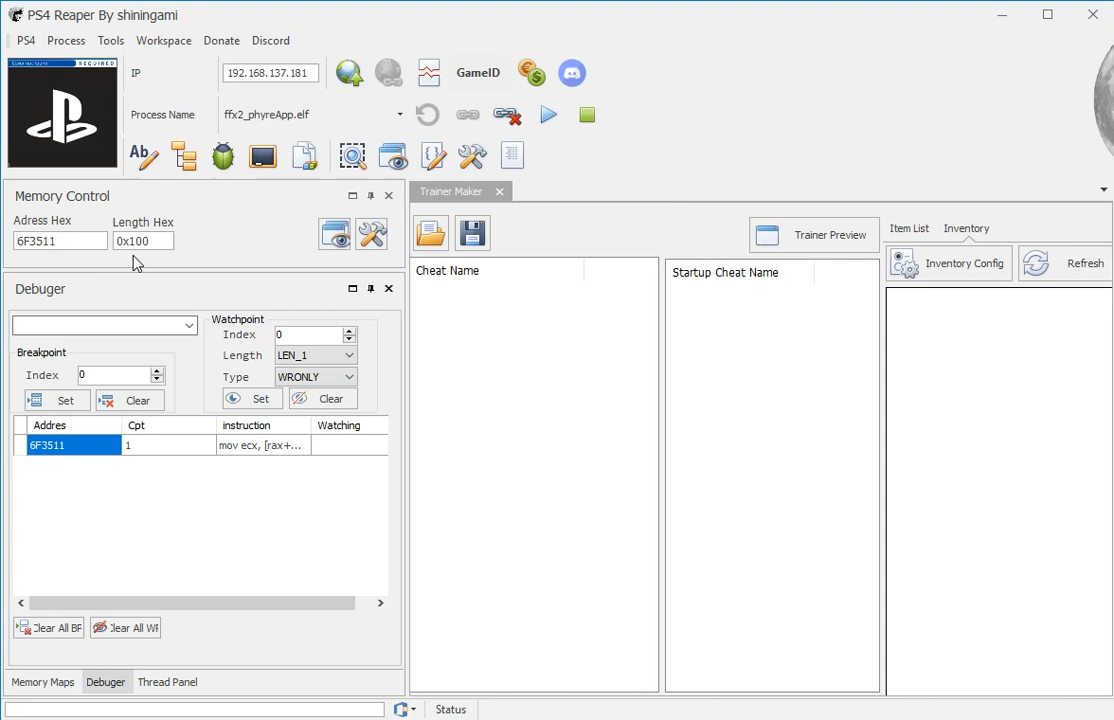 PS4 Reaper By shiningami
PS4 Process Tools Workspace Donate Discord
REQUIRED
IP 192.168.137.181 GameID
Process Name ffx2_phyreApp.elf
Ab
Memory Control
Trainer Maker
Adress Hex Length Hex
6F3511 0x100
Trainer Preview
Item List Inventory
Inventory Config Refresh
Cheat Name
Startup Cheat Name
Debuger
Watchpoint
Index 0
Length LEN_1
Type WRONLY
Set Clear
Breakpoint
Index 0
Set Clear
Addres Cpt instruction Watching
6F3511 1 mov ecx, [rax+...
Clear All BF Clear All WF
Memory Maps Debuger Thread Panel
Status